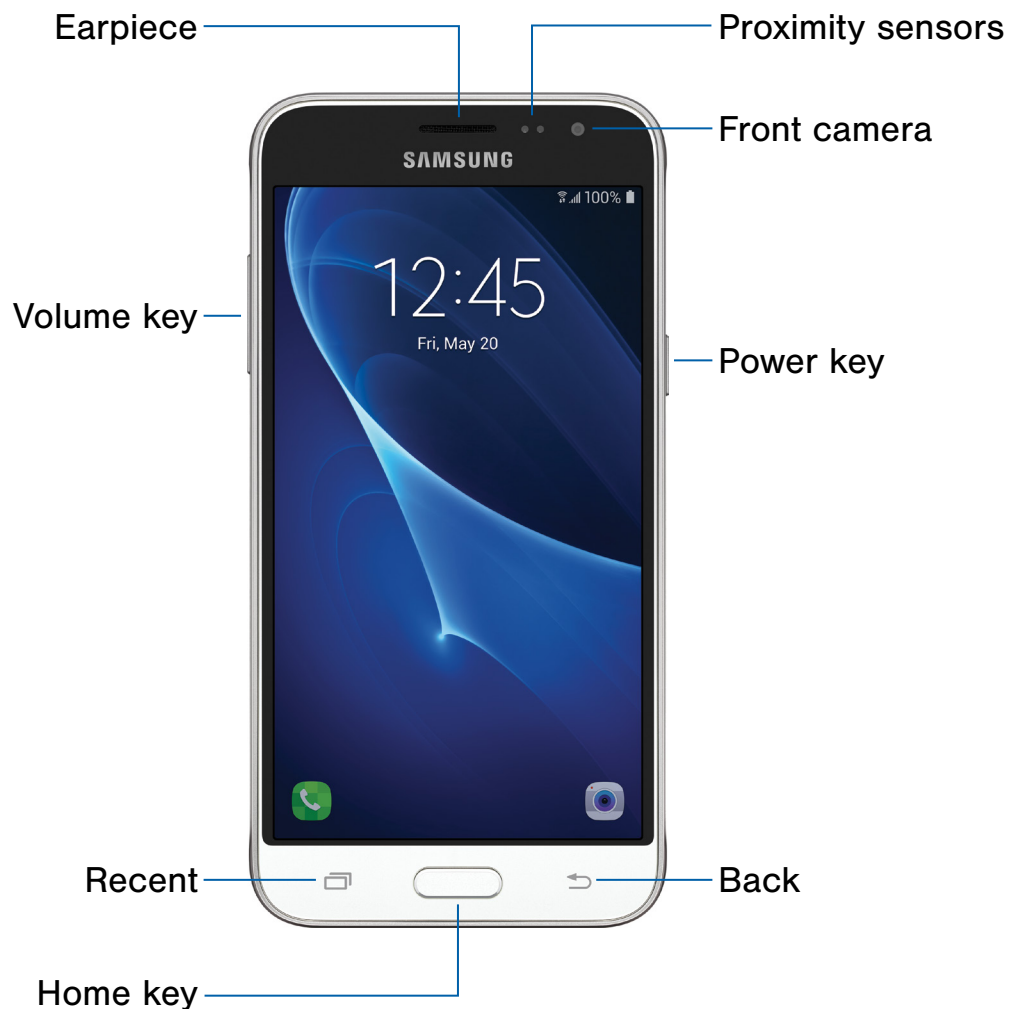 Earpiece
Proximity sensors
Front camera
SAMSUNG
100%
12:45
Fri, May 20
Volume key
Power key
Recent
Back
Home key